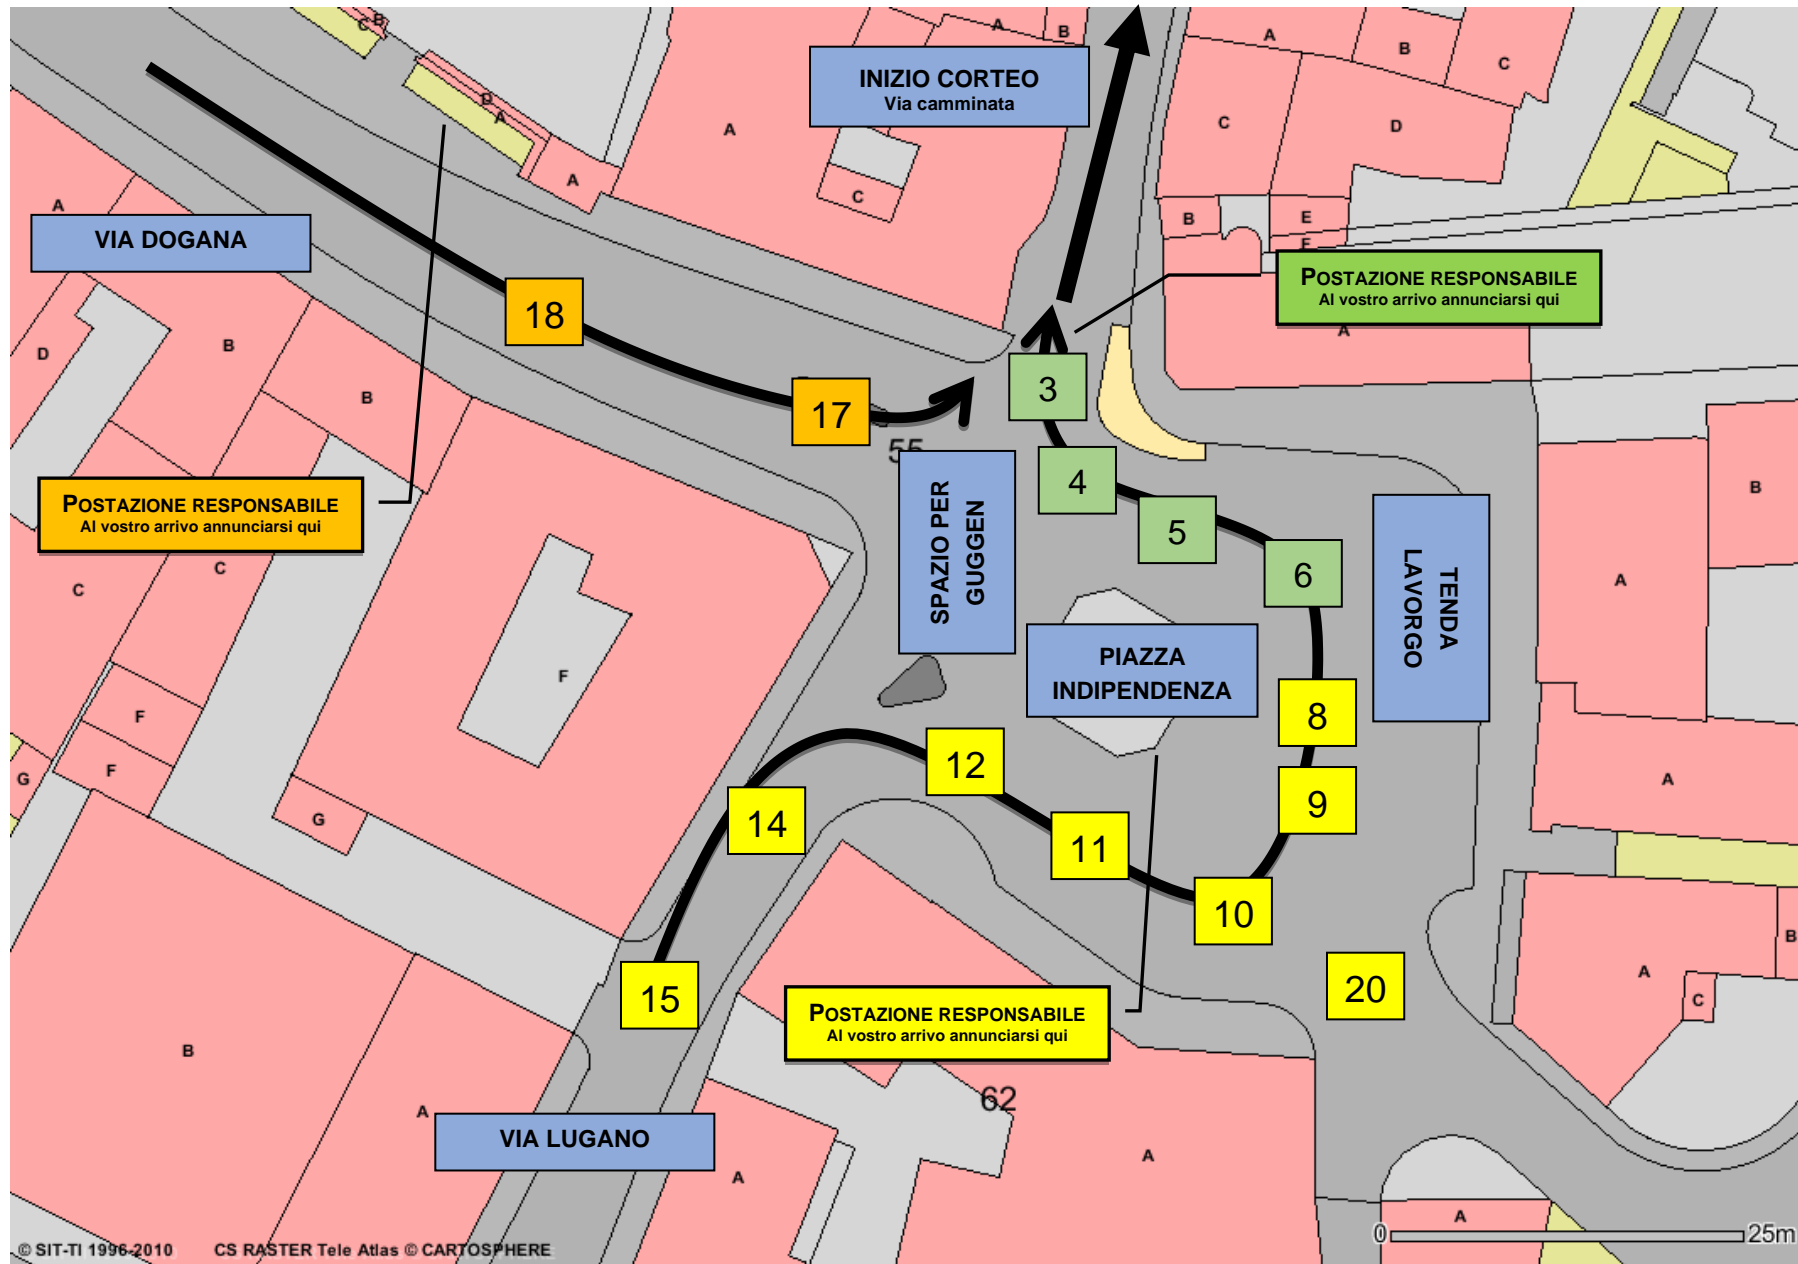 C
B
A
B
INIZIO CORTEO
Via camminata
A
B
C
D
A
A
A
C
C
D
A
VIA DOGANA
B
E
F
POSTAZIONE RESPONSABILE
Al vostro arrivo annunciarsi qui
A
18
D
B
B
17
3
55
4
5
6
SPAZIO PER
GUGGEN
TENDA
LAVORGO
A
B
POSTAZIONE RESPONSABILE
Al vostro arrivo annunciarsi qui
C
C
F
PIAZZA
INDIPENDENZA
8
F
F
G
G
12
14
11
9
10
A
15
20
A
C
B
POSTAZIONE RESPONSABILE
Al vostro arrivo annunciarsi qui
B
62
A
VIA LUGANO
A
A
A
0
25m
© SIT-TI 1996-2010 CS RASTER Tele Atlas © CARTOSPHERE